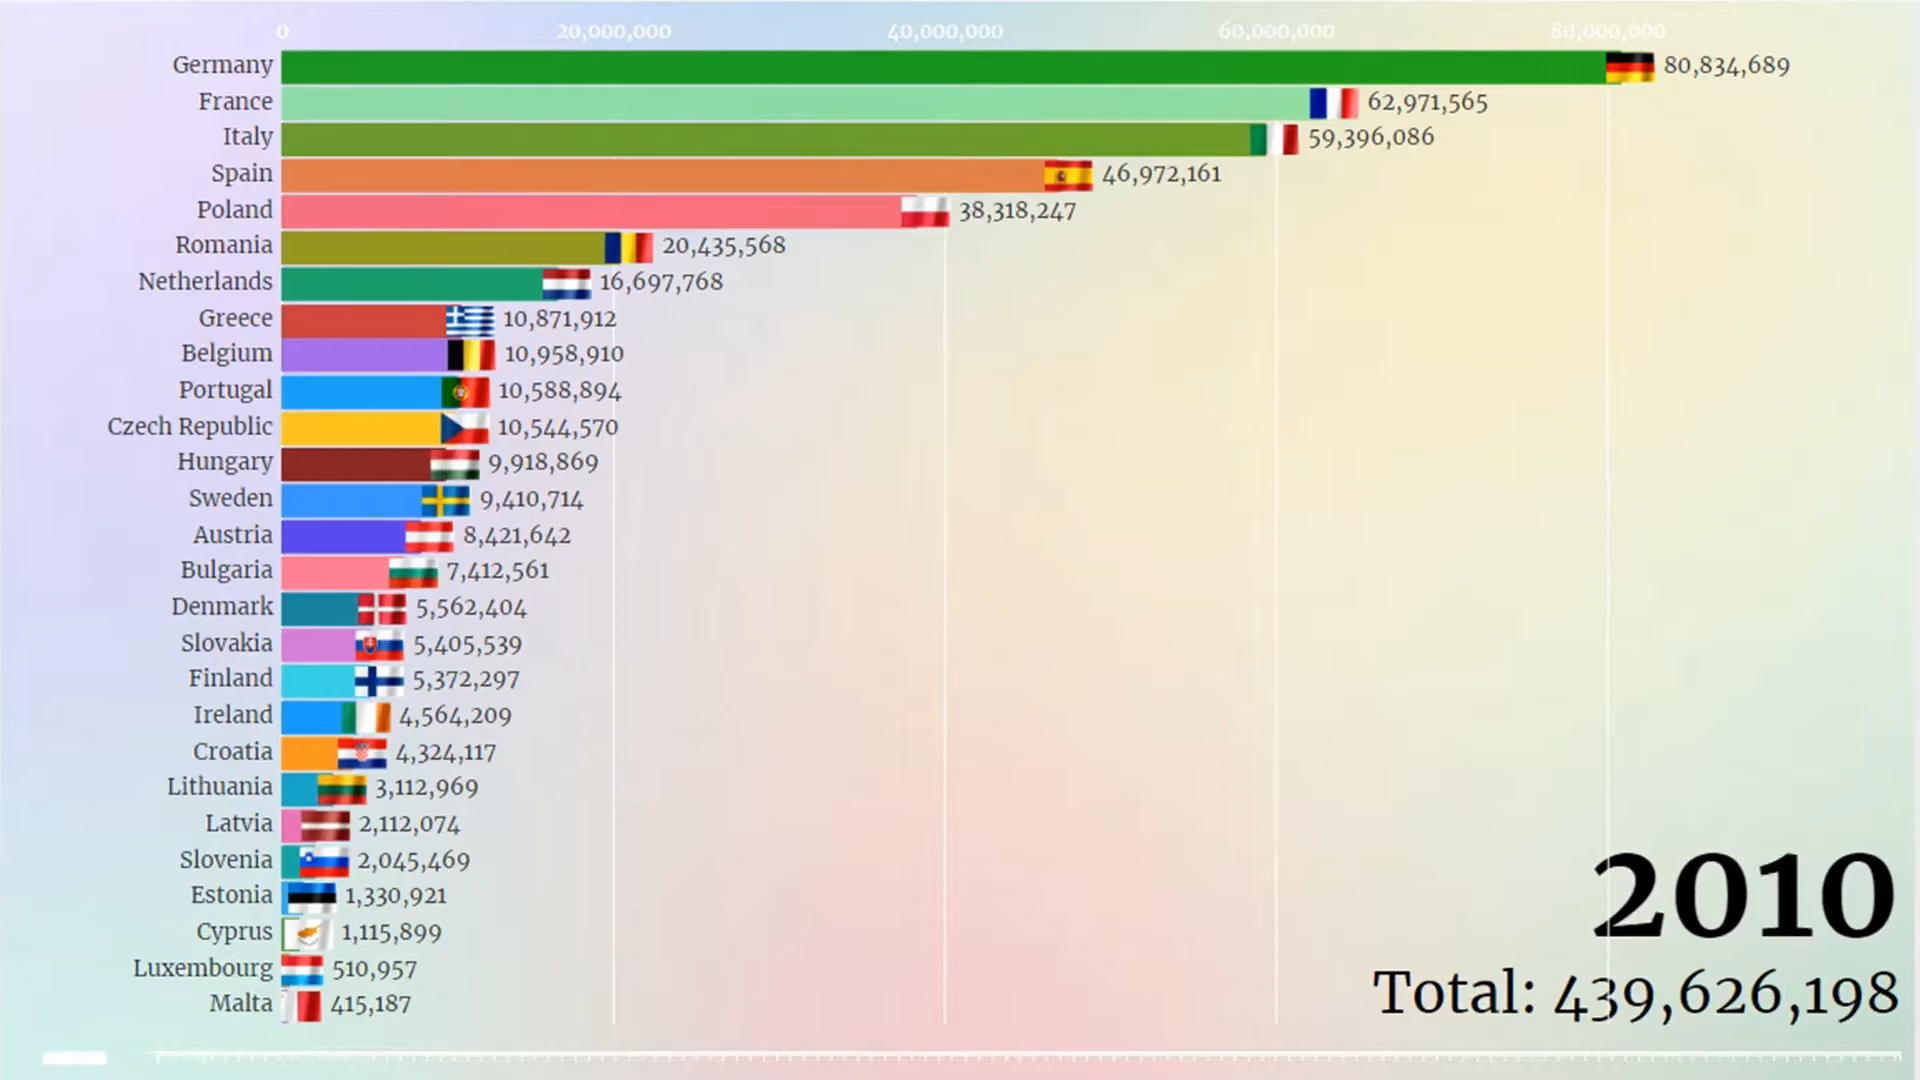 0 20,000,000 40,000,000 60,000,000 80,000,000
Germany 80,834,689
France 62,971,565
Italy 59,396,086
Spain 46,972,161
Poland 38,318,247
Romania 20,435,568
Netherlands 16,697,768
Greece 10,871,912
Belgium 10,958,910
Portugal 10,588,894
Czech Republic 10,544,570
Hungary 9,918,869
Sweden 9,410,714
Austria 8,421,642
Bulgaria 7,412,561
Denmark 5,562,404
Slovakia 5,405,539
Finland 5,372,297
Ireland 4,564,209
Croatia 4,324,117
Lithuania 3,112,969
Latvia 2,112,074
Slovenia 2,045,469
Estonia 1,330,921
Cyprus 1,115,899
Luxembourg 510,957
Malta 415,187
2010
Total: 439,626,198